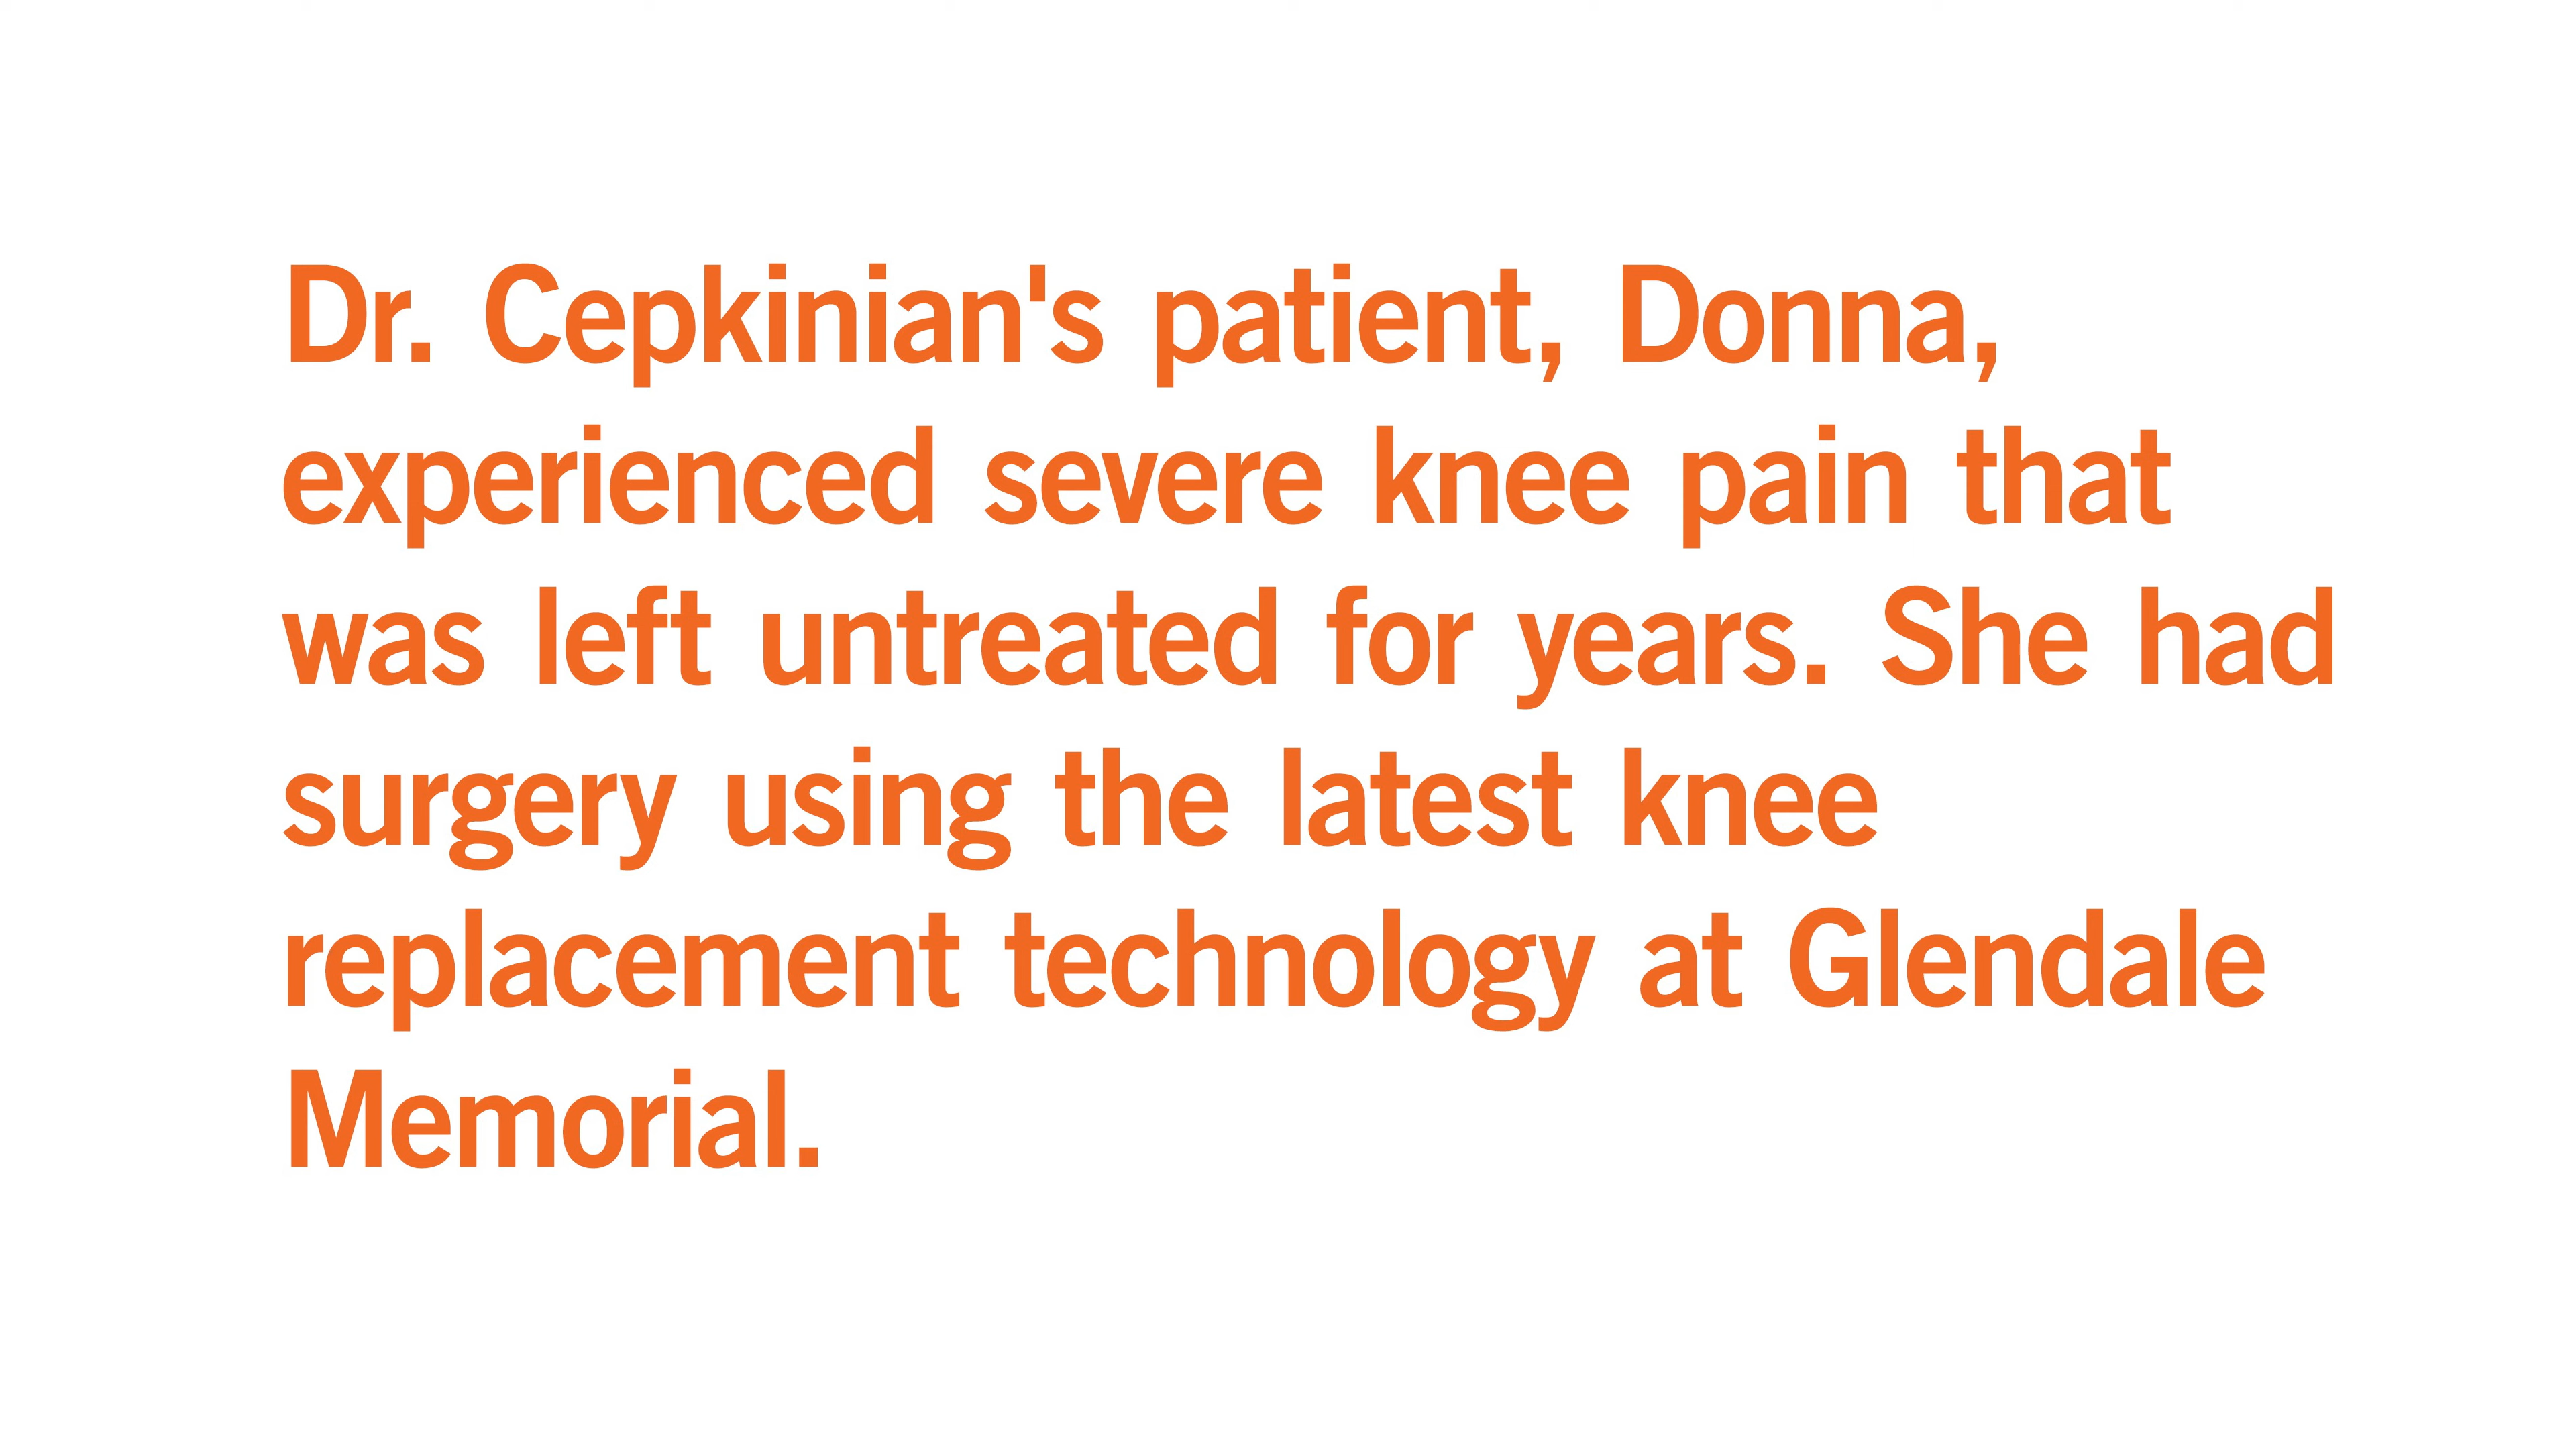 Dr. Cepkinian's patient, Donna,
experienced severe knee pain that
was left untreated for years. She had
surgery using the latest knee
replacement technology at Glendale
Memorial.